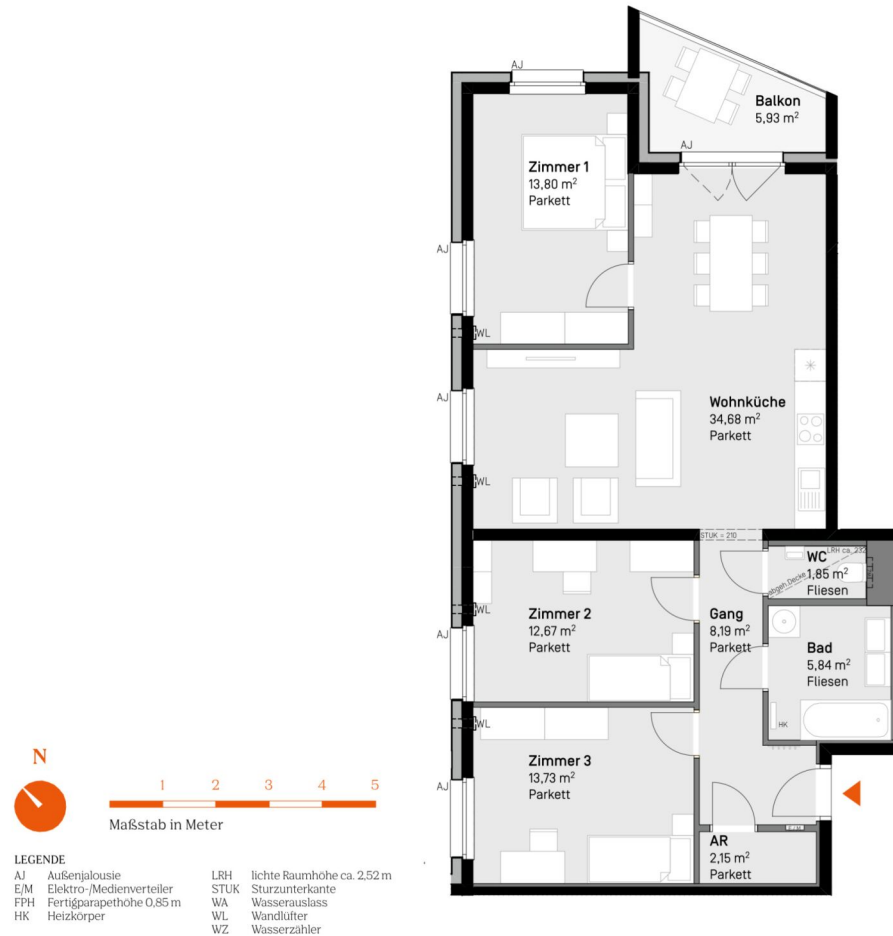 AJ
Balkon
5,93 m²
AJ
Zimmer 1
13,80 m²
Parkett
AJ
WL
AJ
Wohnküche
34,68 m²
Parkett
WL
STUK = 210
LRH ca. 232
WC
abgeh. Decke
1,85 m²
Fliesen
WL
Zimmer 2
12,67 m²
Parkett
Gang
8,19 m²
Parkett
AJ
Bad
5,84 m²
Fliesen
WL
HK
Zimmer 3
13,73 m²
Parkett
AJ
E/M
AR
2,15 m²
Parkett
N
1 2 3 4 5
Maßstab in Meter
LEGENDE
AJ Außenjalousie
E/M Elektro-/Medienverteiler
FPH Fertigparapethöhe 0,85 m
HK Heizkörper
LRH lichte Raumhöhe ca. 2,52 m
STUK Sturzunterkante
WA Wasserauslass
WL Wandlüfter
WZ Wasserzähler